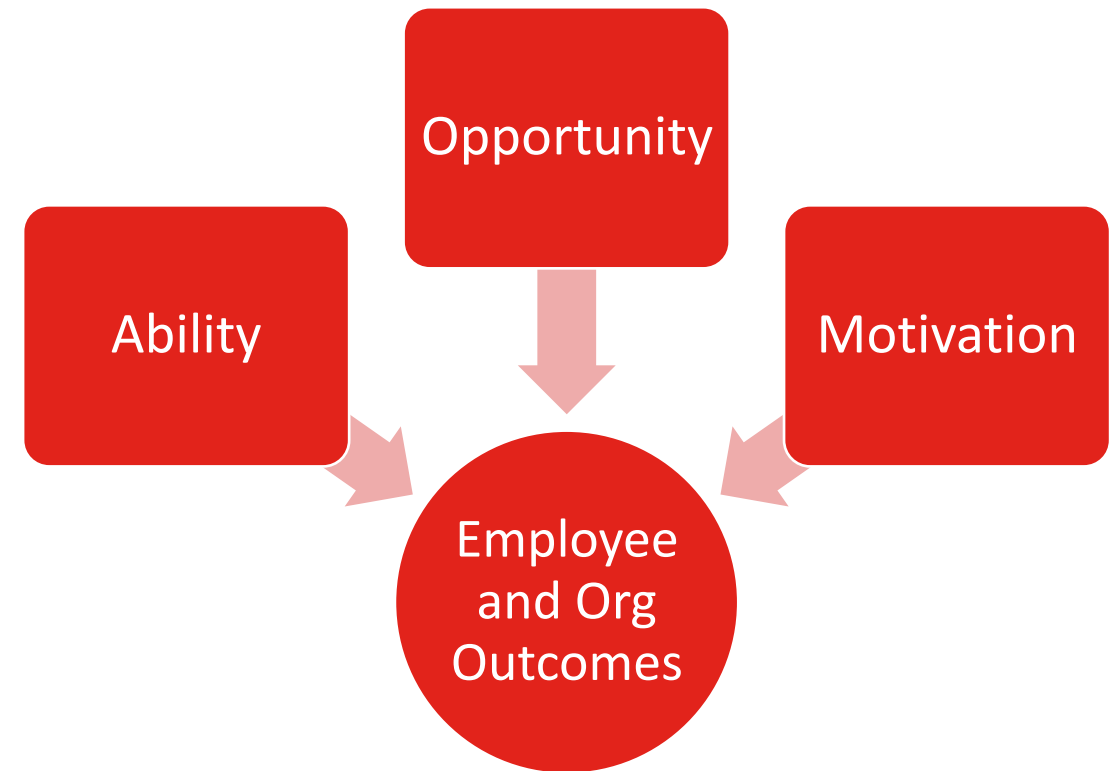 Opportunity
Ability
Motivation
Employee
and Org
Outcomes